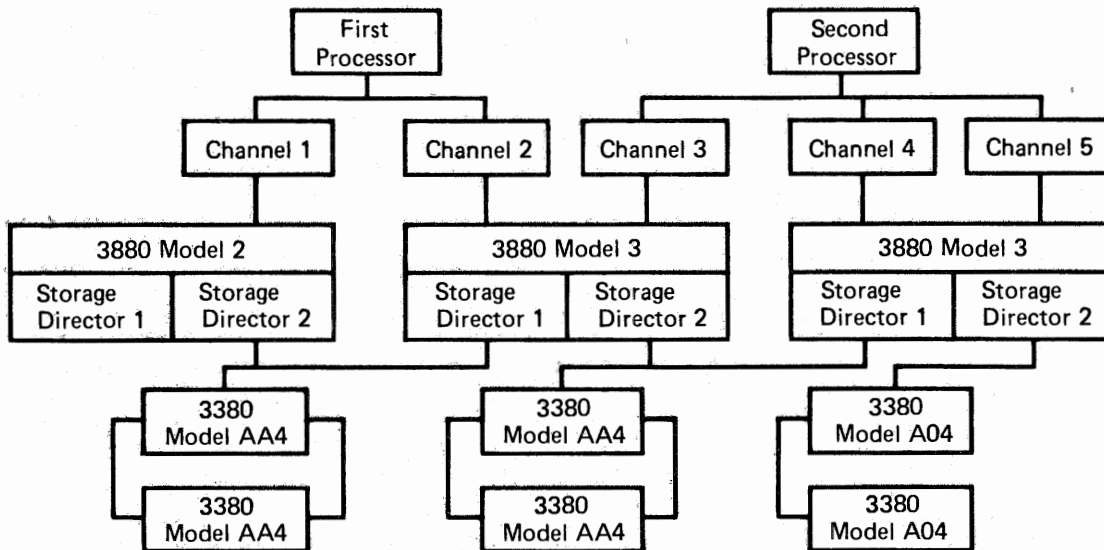 First
Processor
Second
Processor
Channel 1
Channel 2
Channel 3
Channel 4
Channel 5
3880 Model 2
3880 Model 3
3880 Model 3
Storage
Director 1
Storage
Director 2
Storage
Director 1
Storage
Director 2
Storage
Director 1
Storage
Director 2
3380
Model AA4
3380
Model AA4
3380
Model A04
3380
Model AA4
3380
Model AA4
3380
Model A04